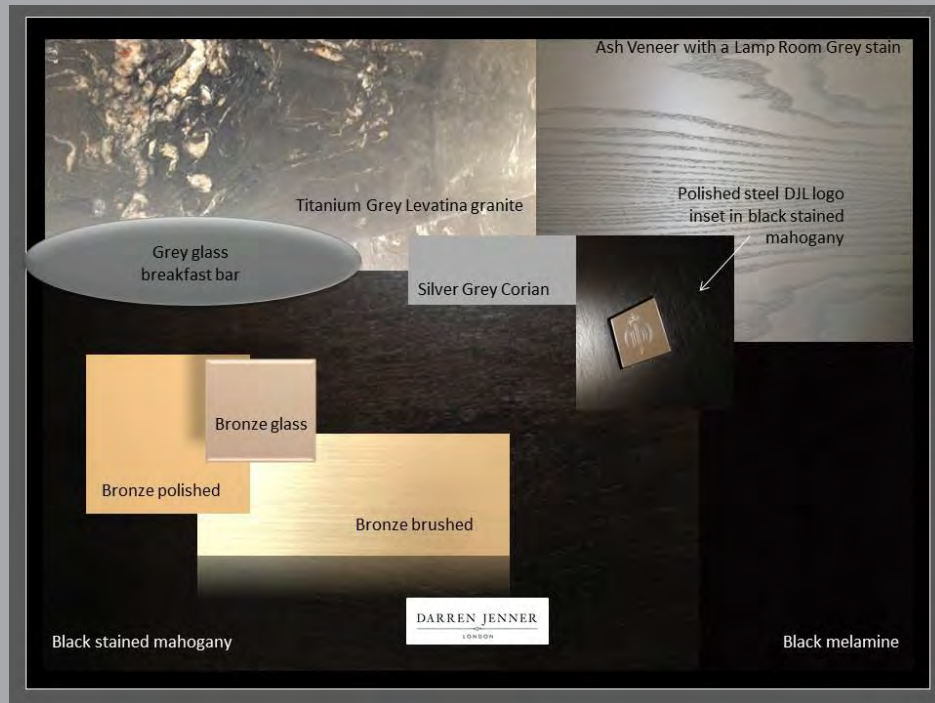 Ash Veneer with a Lamp Room Grey stain
Titanium Grey Levatina granite
Polished steel DJL logo
inset in black stained
mahogany
Grey glass
breakfast bar
Silver Grey Corian
Bronze glass
Bronze polished
Bronze brushed
DARREN JENNER
LONDON
Black stained mahogany
Black melamine